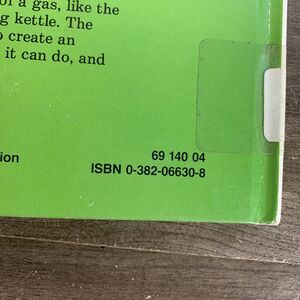 of a gas, like the
g kettle. The
o create an
it can do, and
ion
69 140 04
ISBN 0-382-06630-8